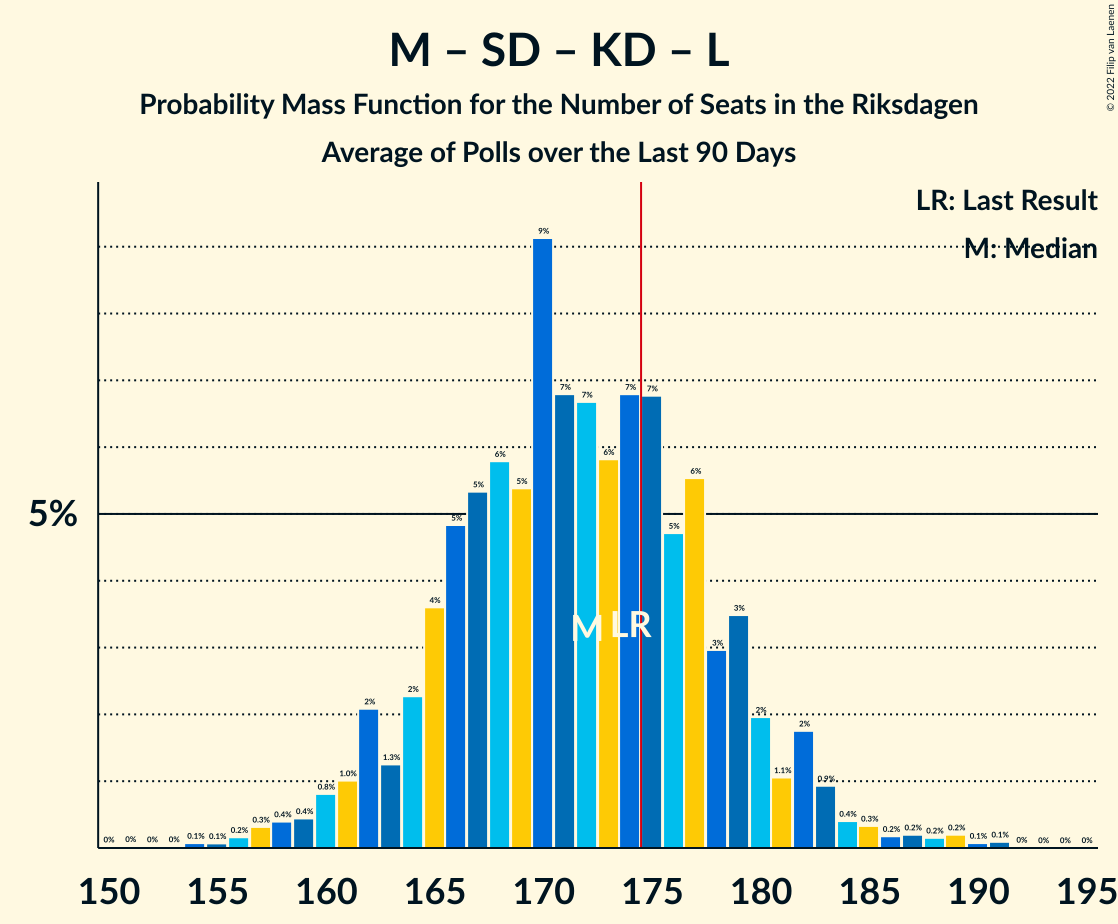 M – SD – KD – L
Probability Mass Function for the Number of Seats in the Riksdagen
Average of Polls over the Last 90 Days
© 2022 Filip van Laenen
LR: Last Result
M: Median
5%
0% 0% 0% 0% 0.1% 0.1% 0.2% 0.3% 0.4% 0.4% 0.8% 1.0% 2% 1.3% 2% 4% 5% 5% 6% 5% 9% 7% 7% 6% 7% 7% 5% 6% 3% 3% 2% 1.1% 2% 0.9% 0.4% 0.3% 0.2% 0.2% 0.2% 0.2% 0.1% 0.1% 0% 0% 0% 0%
M LR
150 155 160 165 170 175 180 185 190 195